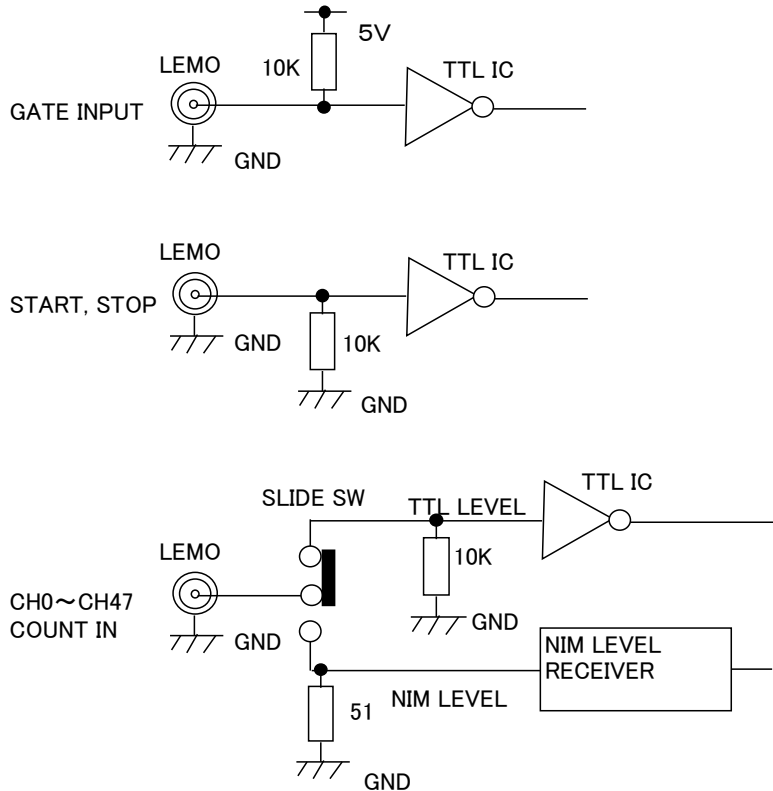 5V
10K
LEMO
TTL IC
GATE INPUT
GND
LEMO
TTL IC
START, STOP
GND
10K
GND
SLIDE SW
TTL LEVEL
TTL IC
LEMO
10K
CH0～CH47
COUNT IN
GND
GND
NIM LEVEL
RECEIVER
51
NIM LEVEL
GND